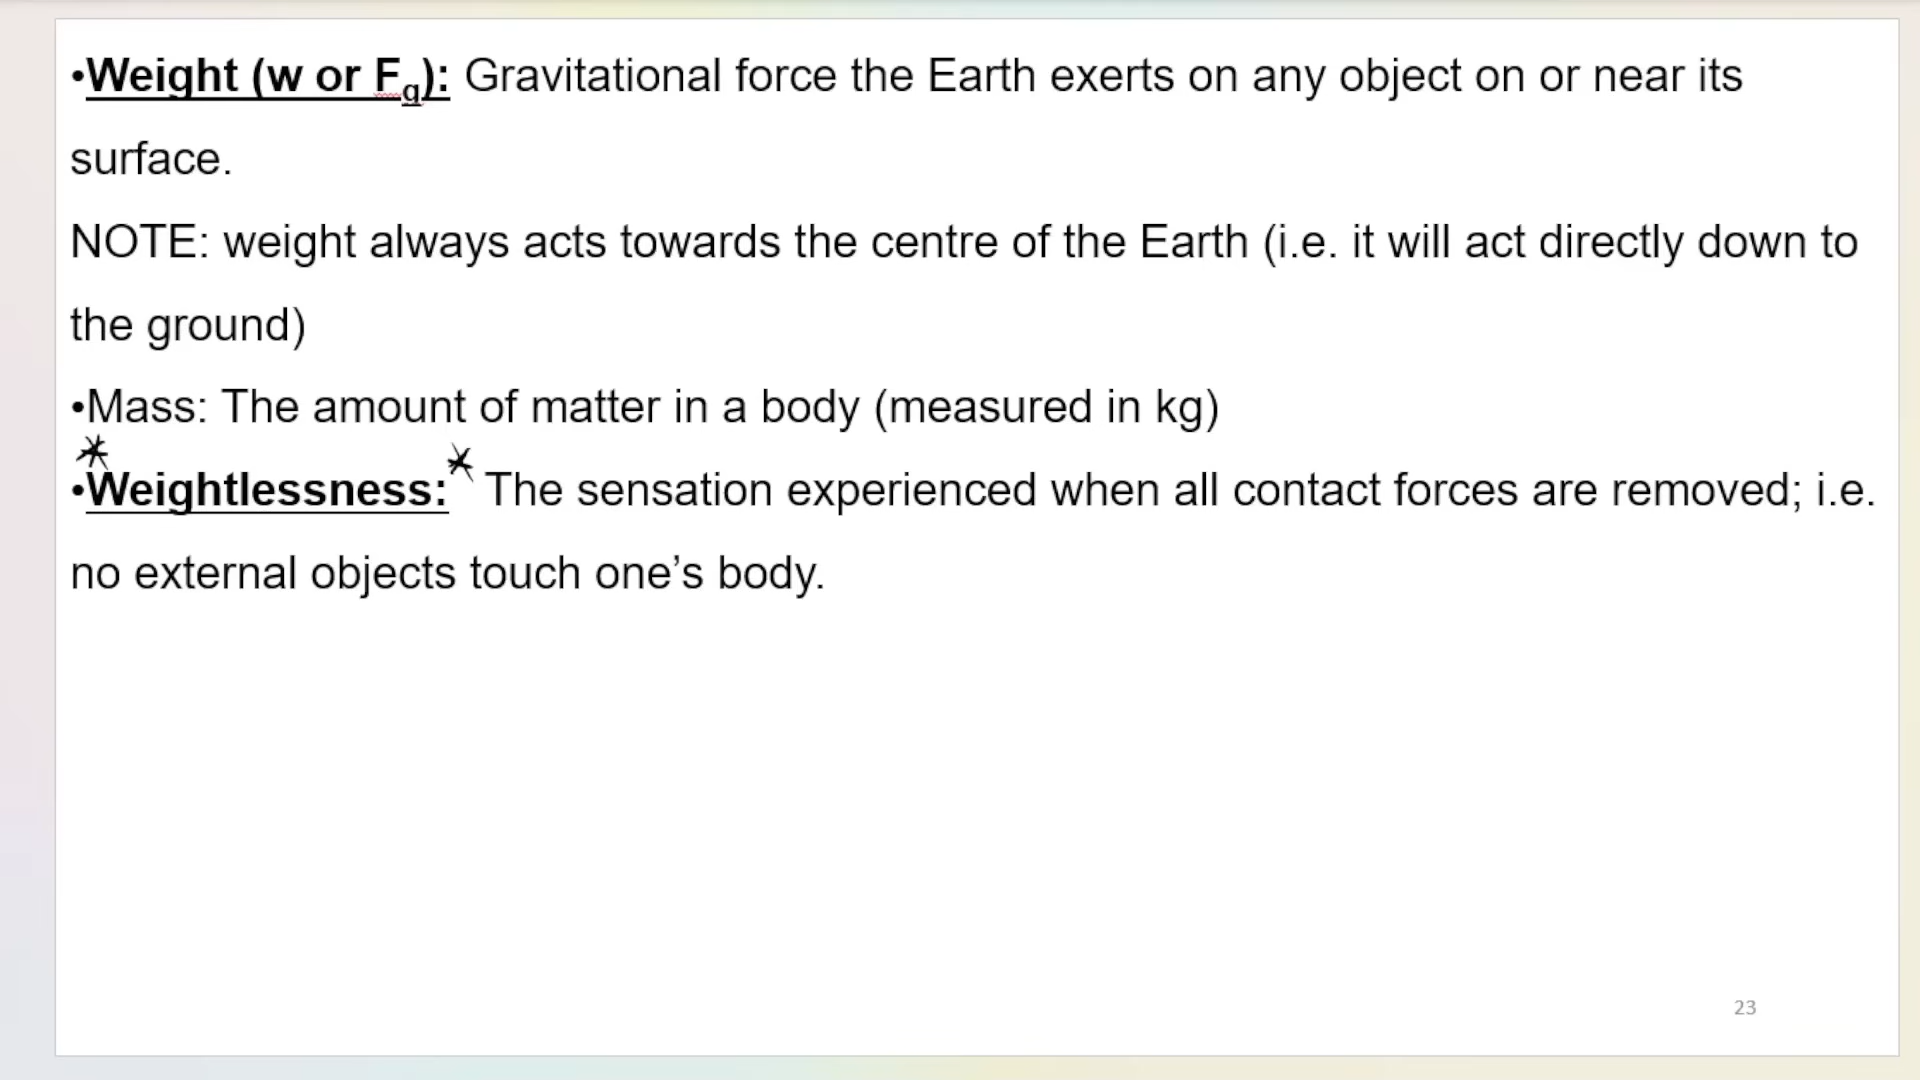 •Weight (w or Fg): Gravitational force the Earth exerts on any object on or near its
surface.
NOTE: weight always acts towards the centre of the Earth (i.e. it will act directly down to
the ground)
•Mass: The amount of matter in a body (measured in kg)
•Weightlessness: The sensation experienced when all contact forces are removed; i.e.
no external objects touch one’s body.
23